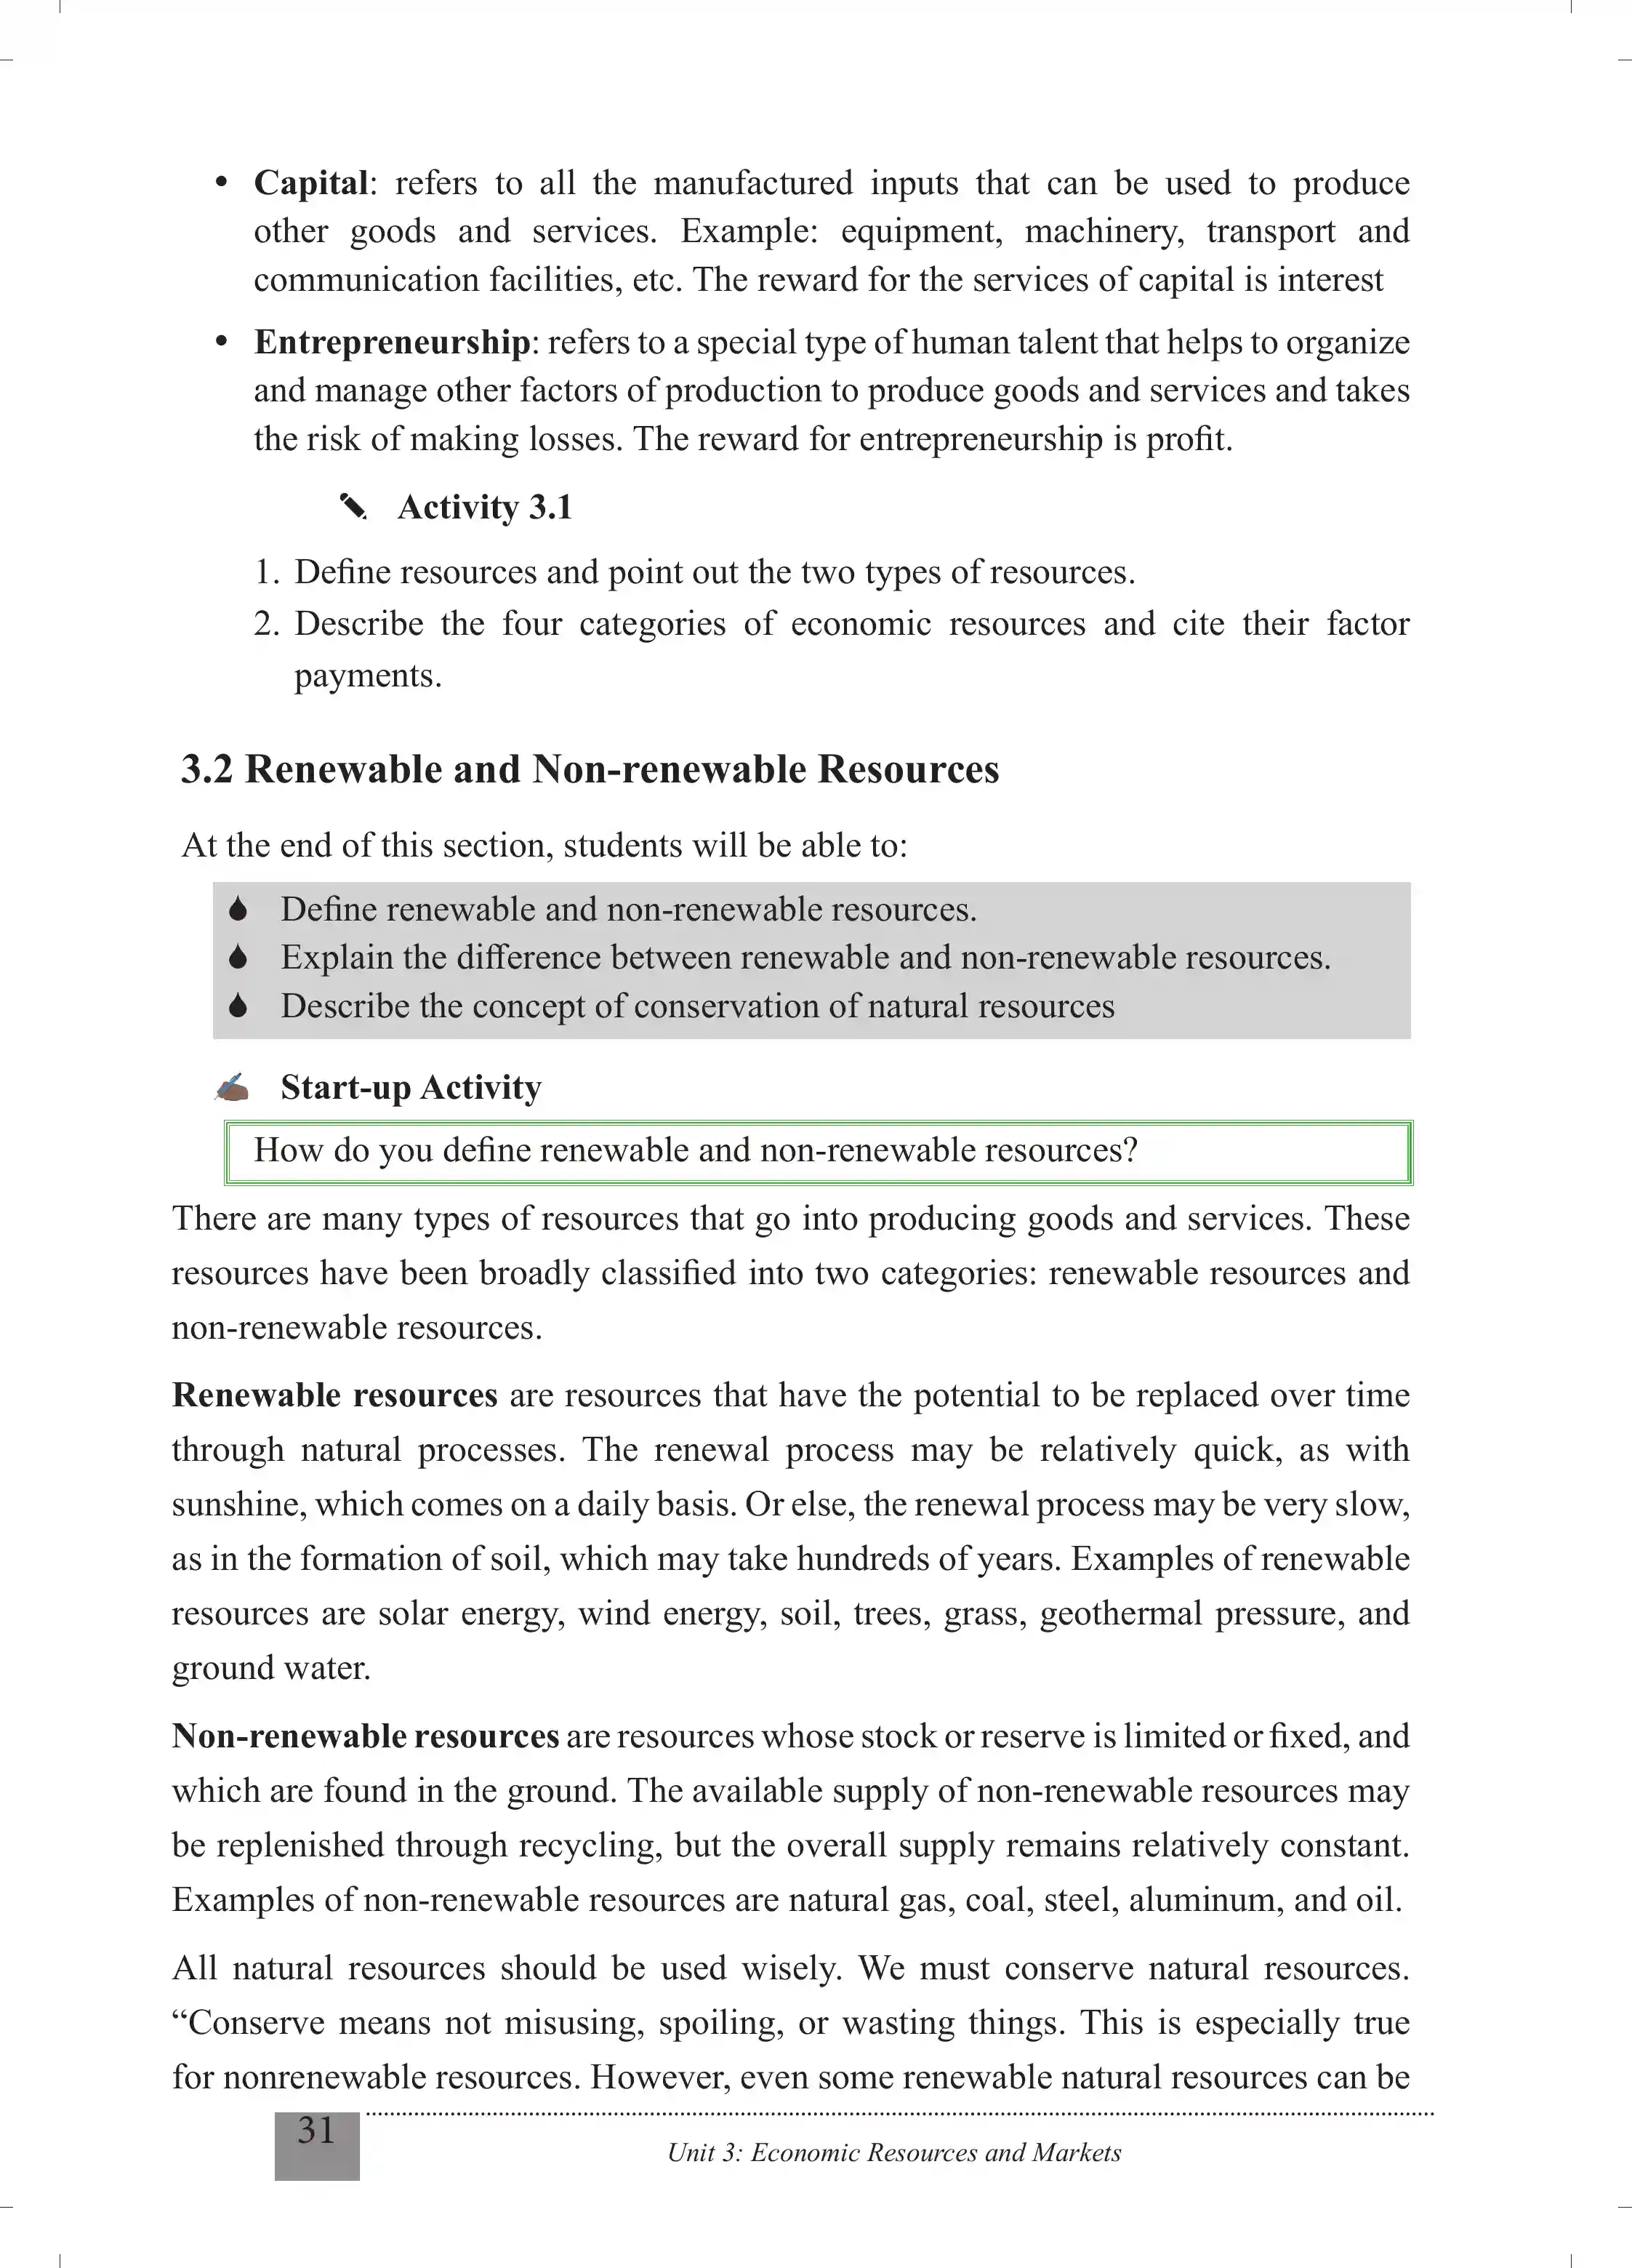 • Capital: refers to all the manufactured inputs that can be used to produce
other goods and services. Example: equipment, machinery, transport and
communication facilities, etc. The reward for the services of capital is interest
• Entrepreneurship: refers to a special type of human talent that helps to organize
and manage other factors of production to produce goods and services and takes
the risk of making losses. The reward for entrepreneurship is profit.
Activity 3.1
1. Define resources and point out the two types of resources.
2. Describe the four categories of economic resources and cite their factor
payments.
3.2 Renewable and Non-renewable Resources
At the end of this section, students will be able to:
Define renewable and non-renewable resources.
Explain the difference between renewable and non-renewable resources.
Describe the concept of conservation of natural resources
Start-up Activity
How do you define renewable and non-renewable resources?
There are many types of resources that go into producing goods and services. These
resources have been broadly classified into two categories: renewable resources and
non-renewable resources.
Renewable resources are resources that have the potential to be replaced over time
through natural processes. The renewal process may be relatively quick, as with
sunshine, which comes on a daily basis. Or else, the renewal process may be very slow,
as in the formation of soil, which may take hundreds of years. Examples of renewable
resources are solar energy, wind energy, soil, trees, grass, geothermal pressure, and
ground water.
Non-renewable resources are resources whose stock or reserve is limited or fixed, and
which are found in the ground. The available supply of non-renewable resources may
be replenished through recycling, but the overall supply remains relatively constant.
Examples of non-renewable resources are natural gas, coal, steel, aluminum, and oil.
All natural resources should be used wisely. We must conserve natural resources.
“Conserve means not misusing, spoiling, or wasting things. This is especially true
for nonrenewable resources. However, even some renewable natural resources can be
31
Unit 3: Economic Resources and Markets